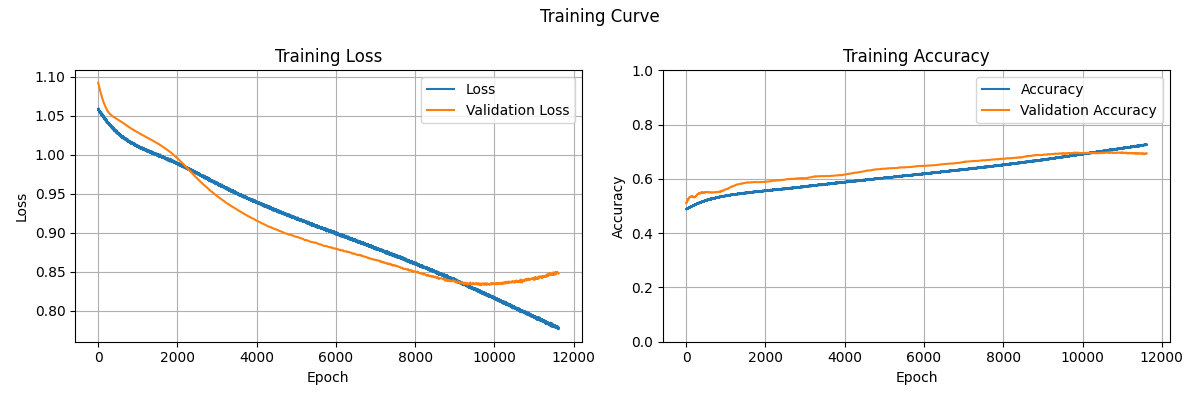 Training Curve
Training Loss
Loss
Validation Loss
1.10
1.05
1.00
0.95
0.90
0.85
0.80
Loss
0
2000
4000
6000
8000
10000
12000
Epoch
Training Accuracy
Accuracy
Validation Accuracy
1.0
0.8
0.6
0.4
0.2
0.0
Accuracy
0
2000
4000
6000
8000
10000
12000
Epoch